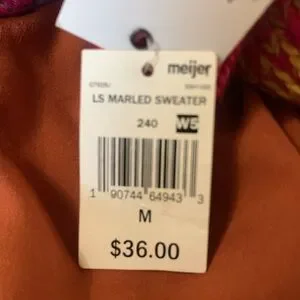 meijer
LS MARLED SWEATER
240 W5
1 90744 64943 3
M
$36.00